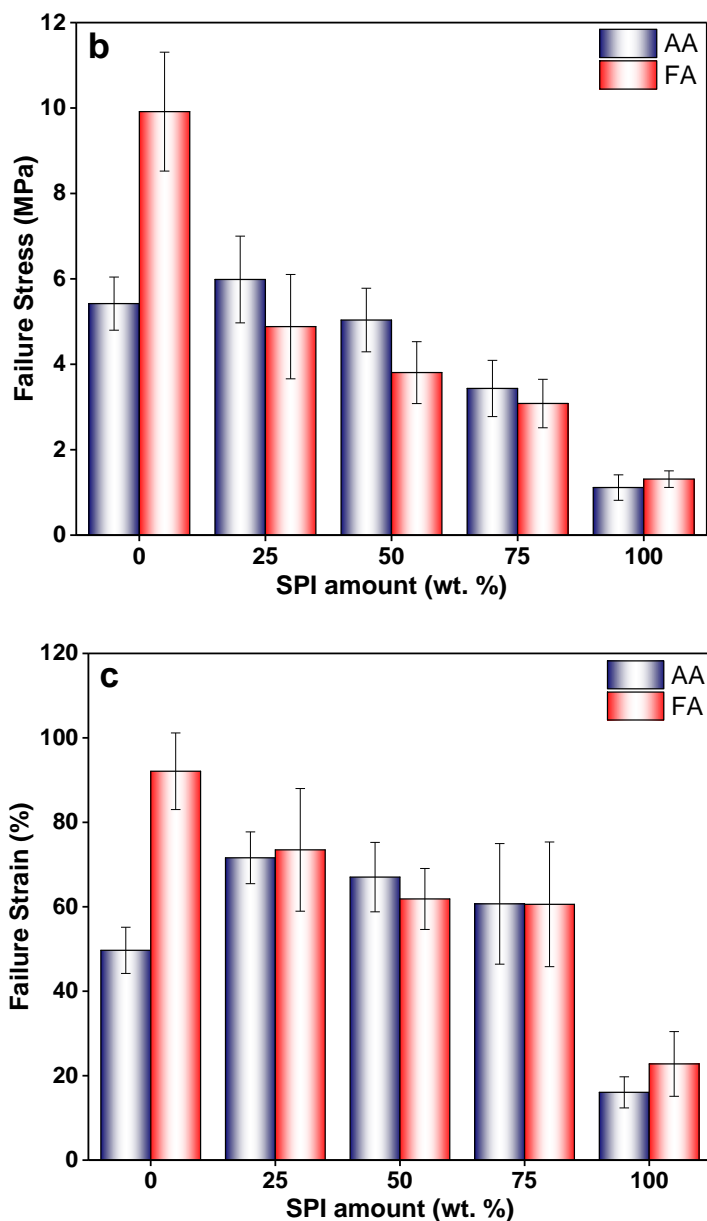 b
AA
FA
12
10
8
6
4
2
0
Failure Stress (MPa)
0 25 50 75 100
SPI amount (wt. %)
c
AA
FA
120
100
80
60
40
20
0
Failure Strain (%)
0 25 50 75 100
SPI amount (wt. %)